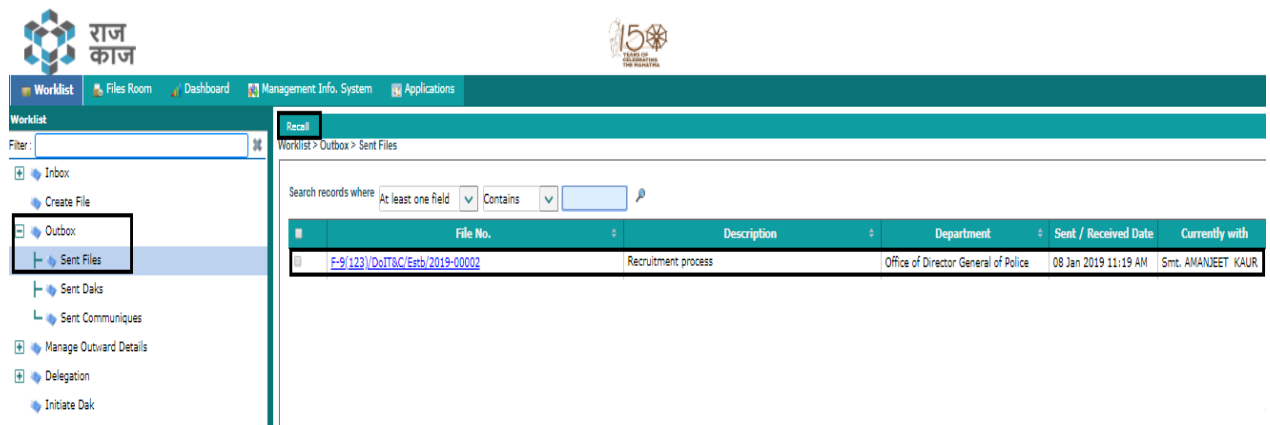 राज
काज
150
YEARS OF
CELEBRATING
THE MAHATMA
Worklist Files Room Dashboard Management Info. System Applications
Worklist
Filter :
Inbox
Create File
Outbox
Sent Files
Sent Daks
Sent Communiques
Manage Outward Details
Delegation
Initiate Dak
Recall
Worklist > Outbox > Sent Files
Search records where At least one field Contains
File No. Description Department Sent / Received Date Currently with
F-9(123)/DoIT&C/Estb/2019-00002 Recruitment process Office of Director General of Police 08 Jan 2019 11:19 AM Smt. AMANJEET KAUR